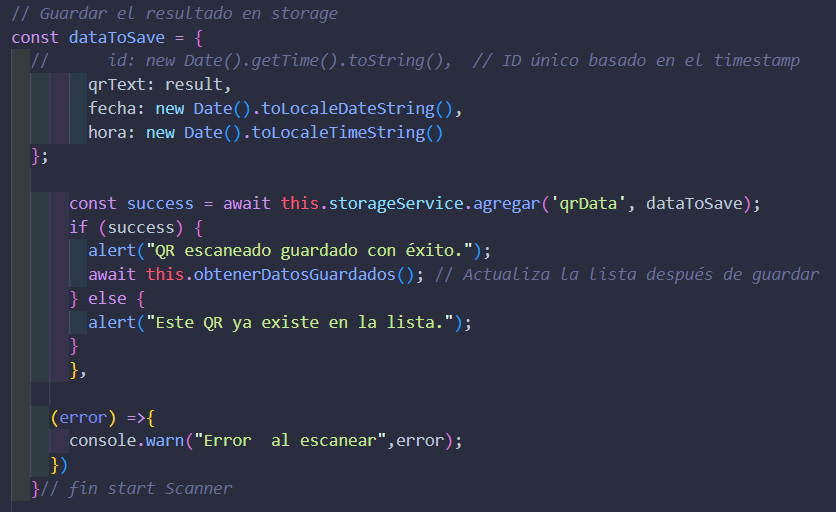 // Guardar el resultado en storage
const dataToSave = {
//      id: new Date().getTime().toString(),  // ID único basado en el timestamp
qrText: result,
fecha: new Date().toLocaleDateString(),
hora: new Date().toLocaleTimeString()
};
const success = await this.storageService.agregar('qrData', dataToSave);
if (success) {
alert("QR escaneado guardado con éxito.");
await this.obtenerDatosGuardados(); // Actualiza la lista después de guardar
} else {
alert("Este QR ya existe en la lista.");
}
},
(error) =>{
console.warn("Error  al escanear",error);
})
}// fin start Scanner